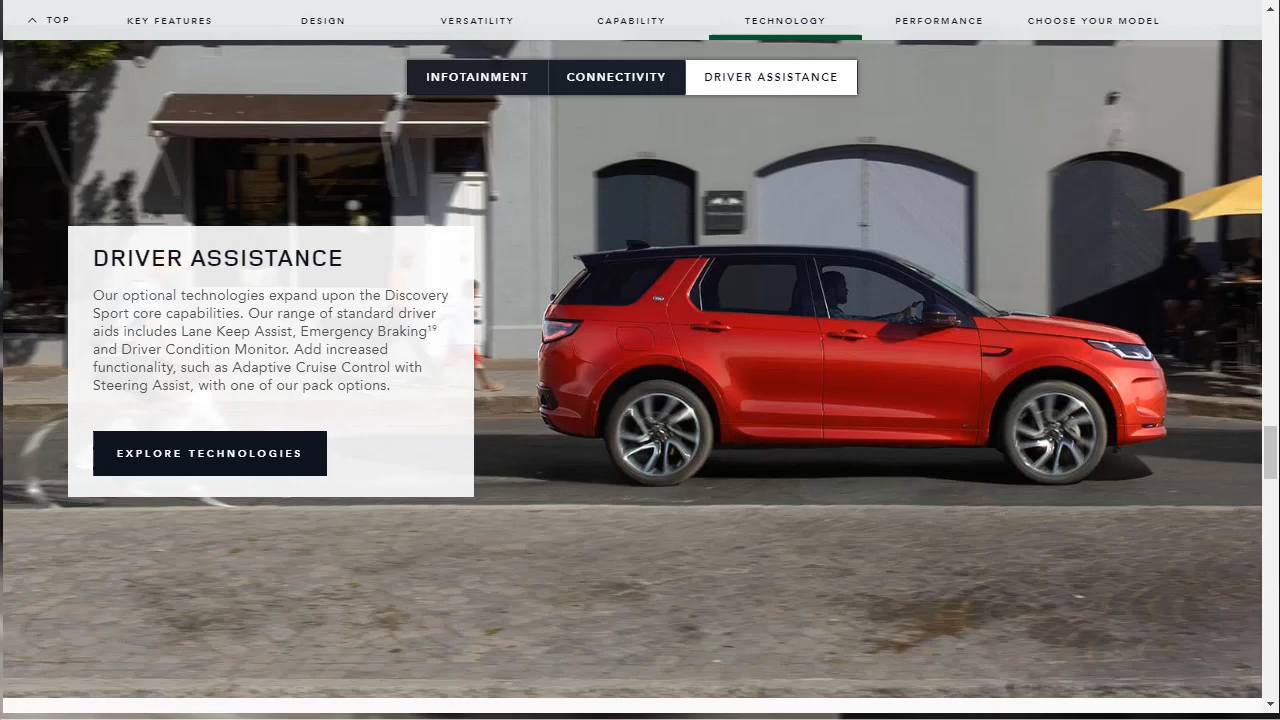 TOP
KEY FEATURES
DESIGN
VERSATILITY
CAPABILITY
TECHNOLOGY
PERFORMANCE
CHOOSE YOUR MODEL
INFOTAINMENT
CONNECTIVITY
DRIVER ASSISTANCE
DRIVER ASSISTANCE
Our optional technologies expand upon the Discovery
Sport core capabilities. Our range of standard driver
aids includes Lane Keep Assist, Emergency Braking¹⁹
and Driver Condition Monitor. Add increased
functionality, such as Adaptive Cruise Control with
Steering Assist, with one of our pack options.
EXPLORE TECHNOLOGIES